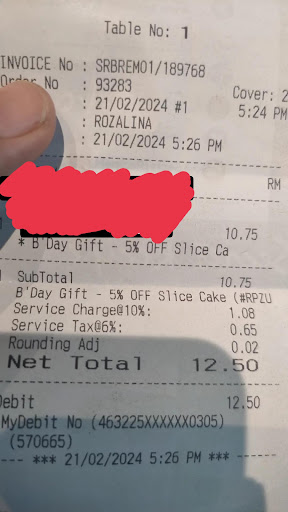 Table No: 1
INVOICE No : SRBREM01/189768
Order No : 93283 Cover: 2
: 21/02/2024 #1 5:24 PM
: ROZALINA
: 21/02/2024 5:26 PM
RM
10.75
* B'Day Gift - 5% OFF Slice Ca
SubTotal 10.75
B'Day Gift - 5% OFF Slice Cake (#RPZU
Service Charge@10%: 1.08
Service Tax@6%: 0.65
Rounding Adj 0.02
Net Total 12.50
Debit 12.50
MyDebit No (463225XXXXXX0305)
(570665)
--- *** 21/02/2024 5:26 PM *** ---